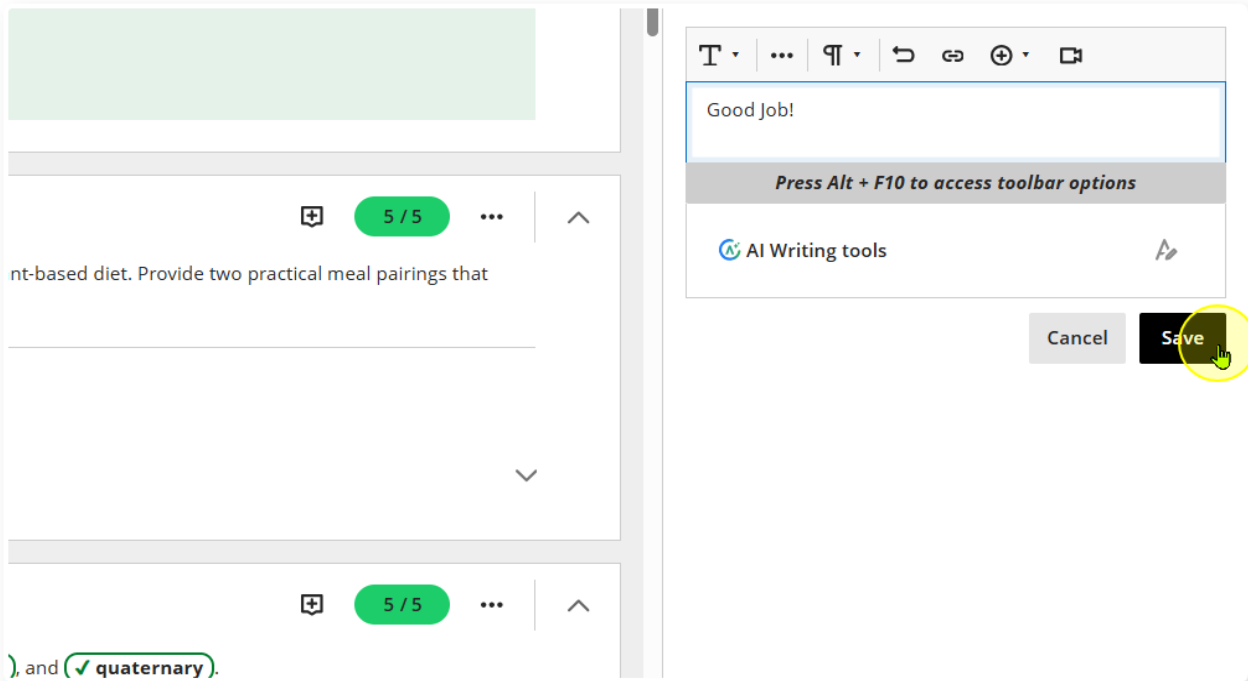 5 / 5
nt-based diet. Provide two practical meal pairings that
5 / 5
), and ✓ quaternary.
Good Job!
Press Alt + F10 to access toolbar options
AI Writing tools
Cancel
Save